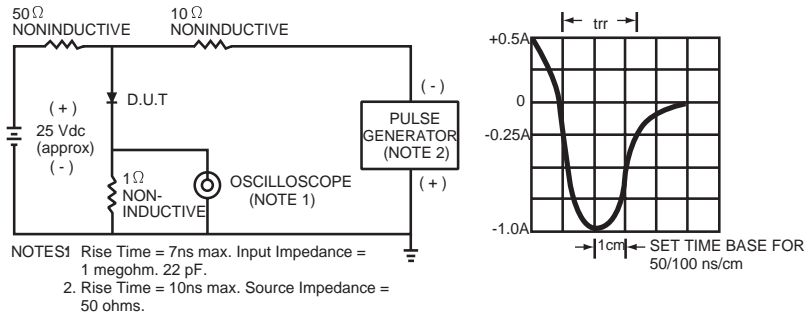 50Ω
NONINDUCTIVE
10Ω
NONINDUCTIVE
D.U.T
(+)
25 Vdc
(approx)
(-)
1Ω
NON-
INDUCTIVE
OSCILLOSCOPE
(NOTE 1)
(-)
PULSE
GENERATOR
(NOTE 2)
(+)
NOTES1 Rise Time = 7ns max. Input Impedance =
1 megohm. 22 pF.
2. Rise Time = 10ns max. Source Impedance =
50 ohms.
trr
+0.5A
0
-0.25A
-1.0A
1cm
SET TIME BASE FOR
50/100 ns/cm